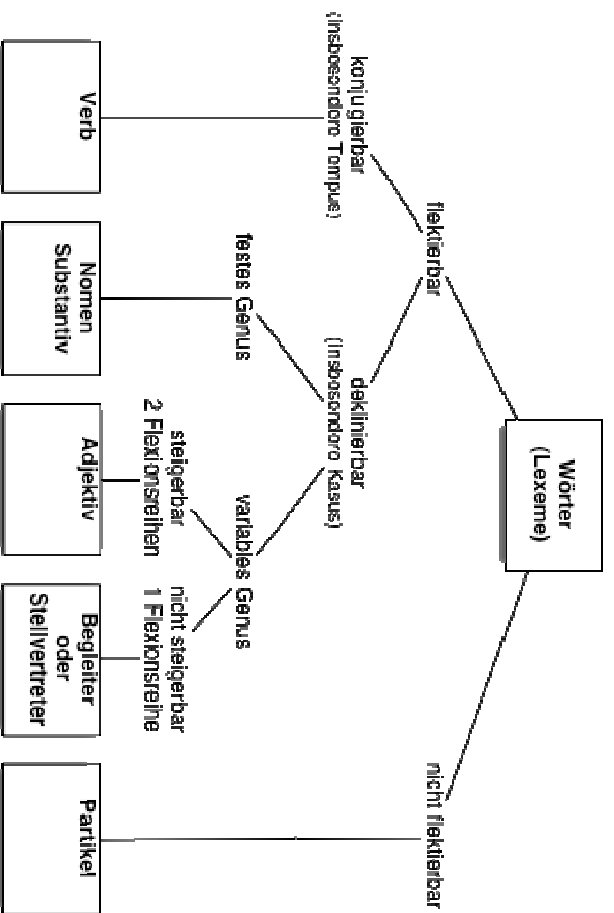 Wörter
(Lexeme)
flektierbar
nicht flektierbar
konjugierbar
(insbesondere Tempus)
deklinierbar
(insbesondere Kasus)
festes Genus
variables Genus
steigerbar
2 Flexionsreihen
nicht steigerbar
1 Flexionsreihe
Verb
Nomen
Substantiv
Adjektiv
Begleiter
oder
Stellvertreter
Partikel